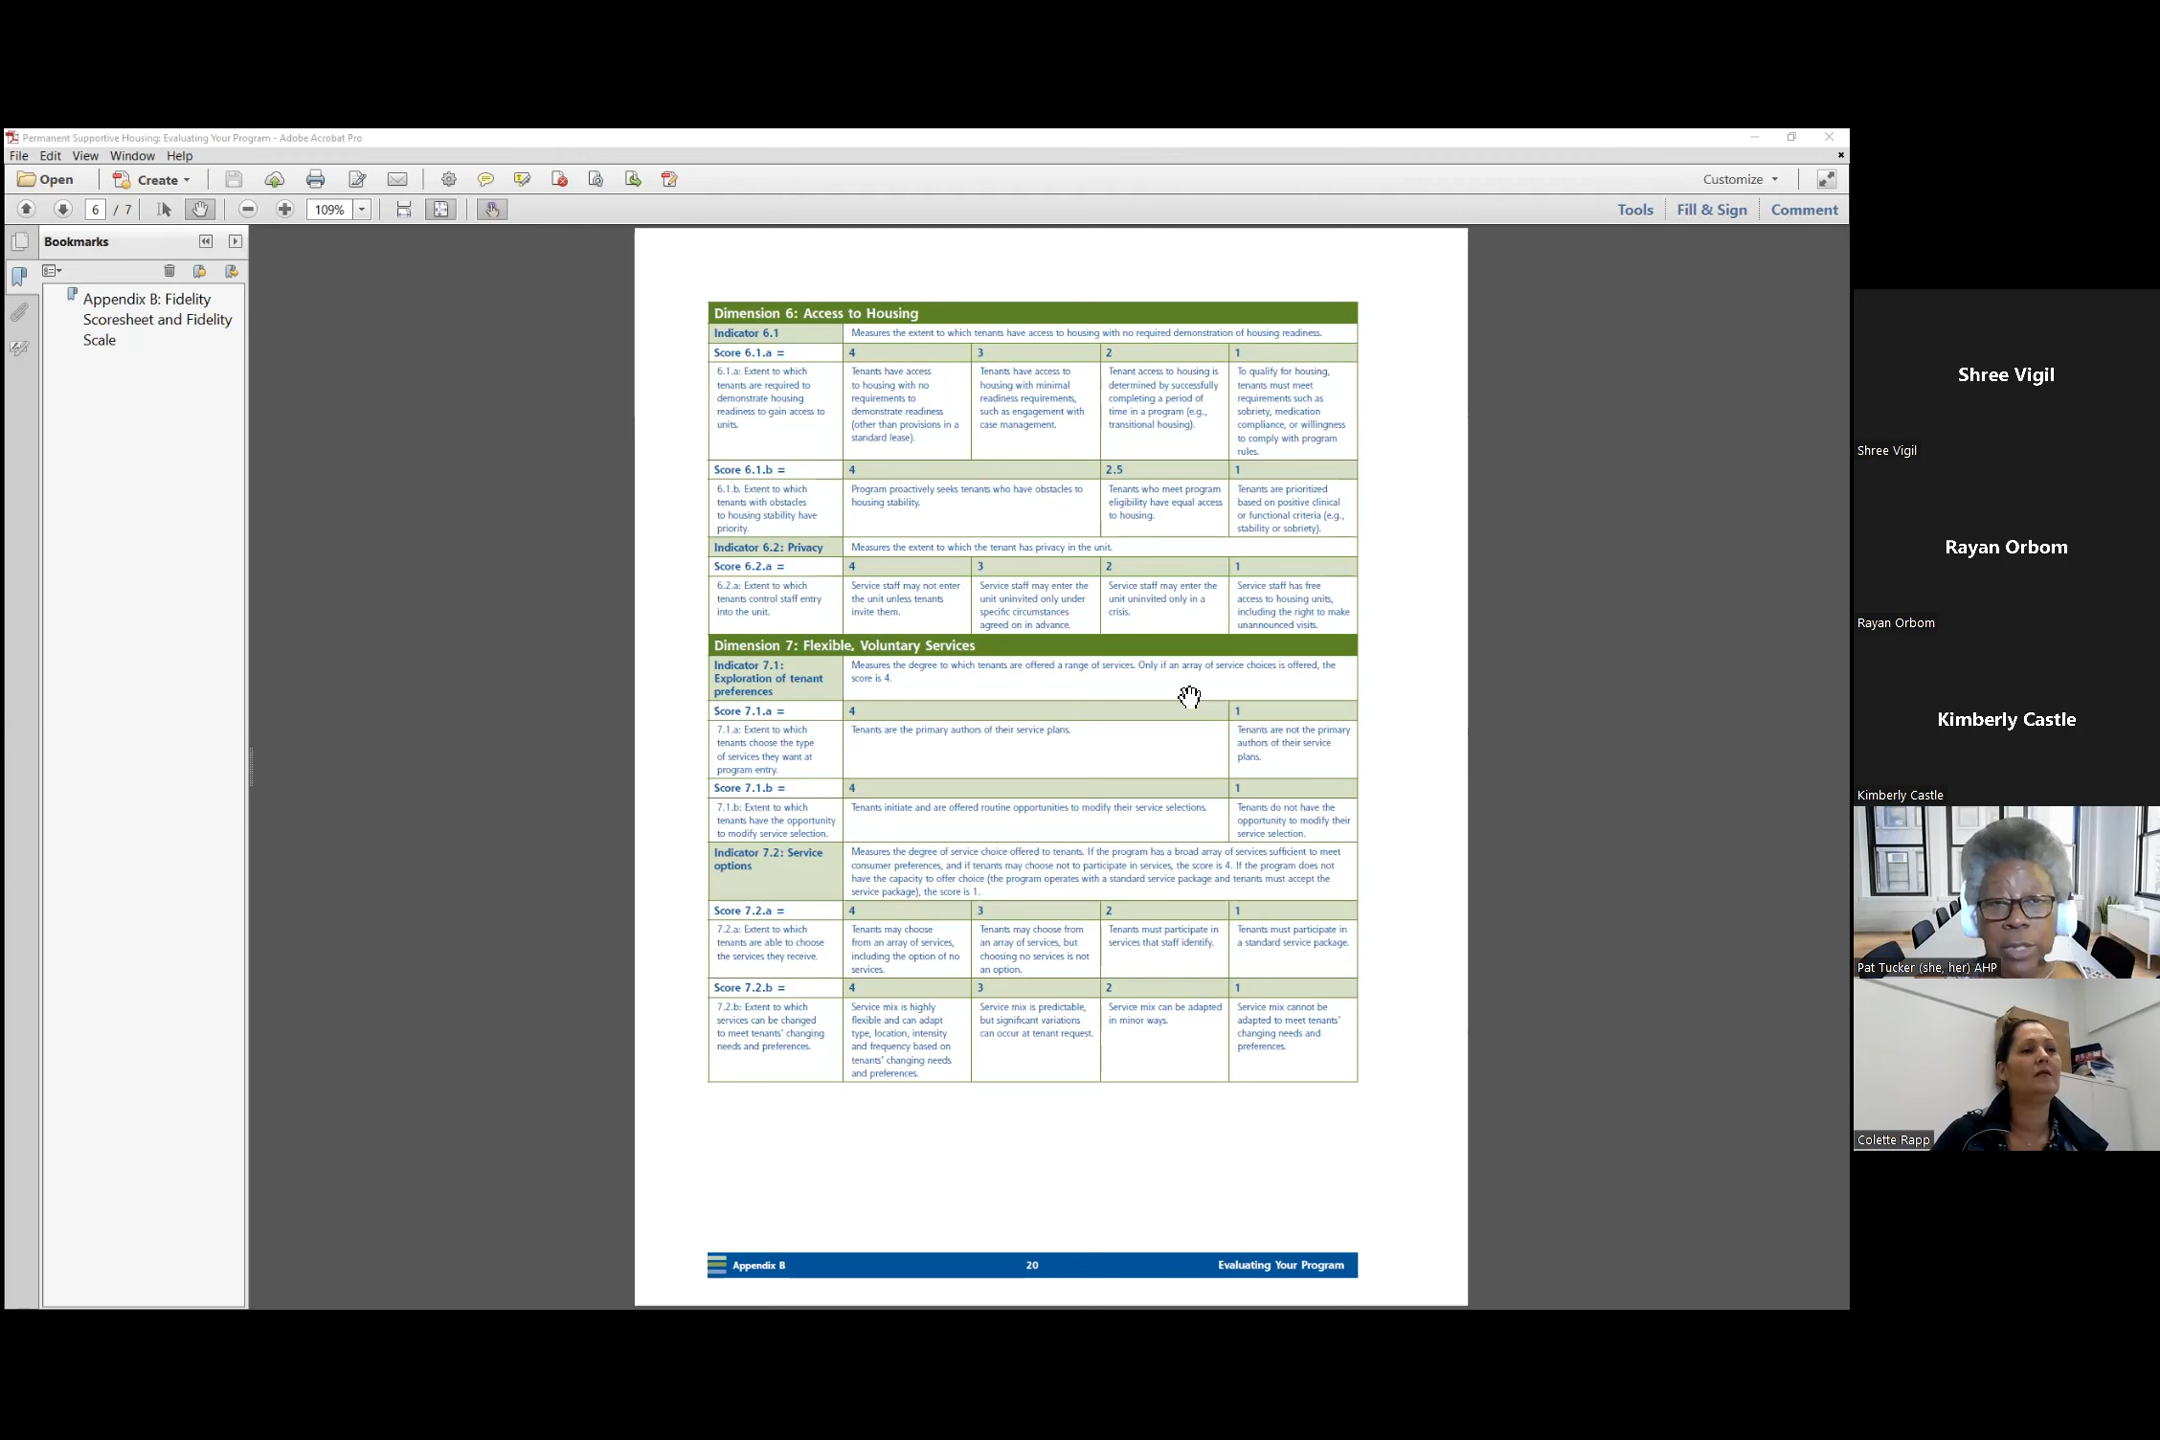 Permanent Supportive Housing: Evaluating Your Program - Adobe Acrobat Pro
File Edit View Window Help
Open Create Customize
6 / 7 109% Tools Fill & Sign Comment
Bookmarks
Appendix B: Fidelity
Scoresheet and Fidelity
Scale
Dimension 6: Access to Housing
Indicator 6.1 Measures the extent to which tenants have access to housing with no required demonstration of housing readiness.
Score 6.1.a = 4 3 2 1
6.1.a: Extent to which
tenants are required to
demonstrate housing
readiness to gain access to
units.
Tenants have access
to housing with no
requirements to
demonstrate readiness
(other than provisions in a
standard lease).
Tenants have access to
housing with minimal
readiness requirements,
such as engagement with
case management.
Tenant access to housing is
determined by successfully
completing a period of
time in a program (e.g.,
transitional housing).
To qualify for housing,
tenants must meet
requirements such as
sobriety, medication
compliance, or willingness
to comply with program
rules.
Score 6.1.b = 4 2.5 1
6.1.b. Extent to which
tenants with obstacles
to housing stability have
priority.
Program proactively seeks tenants who have obstacles to
housing stability.
Tenants who meet program
eligibility have equal access
to housing.
Tenants are prioritized
based on positive clinical
or functional criteria (e.g.,
stability or sobriety).
Indicator 6.2: Privacy Measures the extent to which the tenant has privacy in the unit.
Score 6.2.a = 4 3 2 1
6.2.a: Extent to which
tenants control staff entry
into the unit.
Service staff may not enter
the unit unless tenants
invite them.
Service staff may enter the
unit uninvited only under
specific circumstances
agreed on in advance.
Service staff may enter the
unit uninvited only in a
crisis.
Service staff has free
access to housing units,
including the right to make
unannounced visits.
Dimension 7: Flexible, Voluntary Services
Indicator 7.1:
Exploration of tenant
preferences
Measures the degree to which tenants are offered a range of services. Only if an array of service choices is offered, the
score is 4.
Score 7.1.a = 4 1
7.1.a: Extent to which
tenants choose the type
of services they want at
program entry.
Tenants are the primary authors of their service plans.
Tenants are not the primary
authors of their service
plans.
Score 7.1.b = 4 1
7.1.b: Extent to which
tenants have the opportunity
to modify service selection.
Tenants initiate and are offered routine opportunities to modify their service selections.
Tenants do not have the
opportunity to modify their
service selection.
Indicator 7.2: Service
options
Measures the degree of service choice offered to tenants. If the program has a broad array of services sufficient to meet
consumer preferences, and if tenants may choose not to participate in services, the score is 4. If the program does not
have the capacity to offer choice (the program operates with a standard service package and tenants must accept the
service package), the score is 1.
Score 7.2.a = 4 3 2 1
7.2.a: Extent to which
tenants are able to choose
the services they receive.
Tenants may choose
from an array of services,
including the option of no
services.
Tenants may choose from
an array of services, but
choosing no services is not
an option.
Tenants must participate in
services that staff identify.
Tenants must participate in
a standard service package.
Score 7.2.b = 4 3 2 1
7.2.b: Extent to which
services can be changed
to meet tenants' changing
needs and preferences.
Service mix is highly
flexible and can adapt
type, location, intensity
and frequency based on
tenants' changing needs
and preferences.
Service mix is predictable,
but significant variations
can occur at tenant request.
Service mix can be adapted
in minor ways.
Service mix cannot be
adapted to meet tenants'
changing needs and
preferences.
Appendix B 20 Evaluating Your Program
Shree Vigil
Shree Vigil
Rayan Orbom
Rayan Orbom
Kimberly Castle
Kimberly Castle
Pat Tucker (she, her) AHP
Colette Rapp